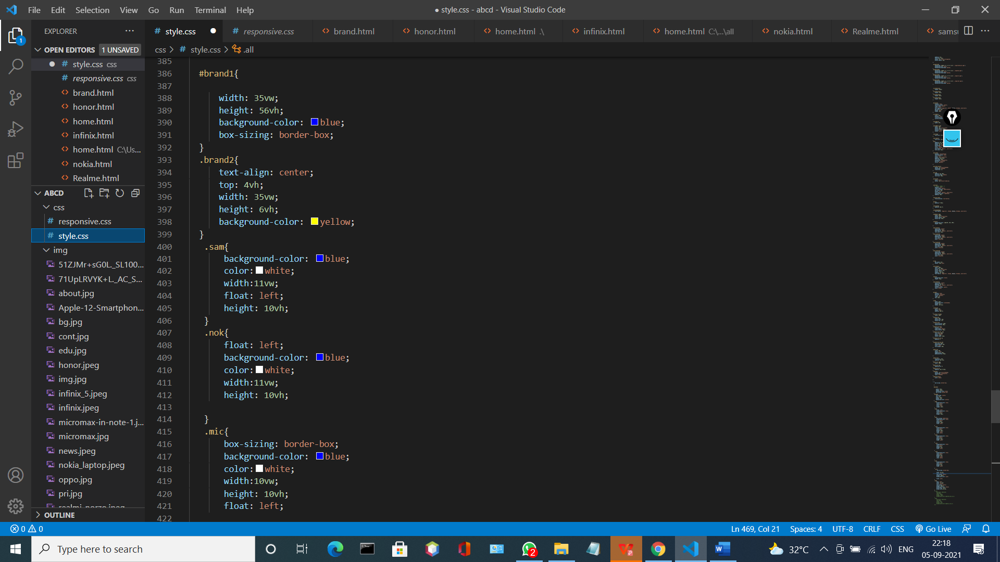 File Edit Selection View Go Run Terminal Help
● style.css - abcd - Visual Studio Code
EXPLORER
style.css
responsive.css
brand.html
honor.html
home.html .\
infinix.html
home.html C:\...\all
nokia.html
Realme.html
samsu
OPEN EDITORS 1 UNSAVED
css > # style.css > .all
1
style.css css
responsive.css css
brand.html
honor.html
home.html
infinix.html
home.html C:\Us...
nokia.html
Realme.html
ABCD
css
responsive.css
style.css
img
51ZJMr+sG0L._SL100...
71UpLRVYK+L._AC_S...
about.jpg
Apple-12-Smartphon...
bg.jpg
cont.jpg
edu.jpg
honor.jpeg
img.jpg
infinix_5.jpeg
infinix.jpeg
micromax-in-note-1.j...
micromax.jpg
news.jpeg
nokia_laptop.jpeg
oppo.jpg
pri.jpg
OUTLINE
385
386 #brand1{
387
388 width: 35vw;
389 height: 56vh;
390 background-color: blue;
391 box-sizing: border-box;
392 }
393 .brand2{
394 text-align: center;
395 top: 4vh;
396 width: 35vw;
397 height: 6vh;
398 background-color: yellow;
399 }
400 .sam{
401 background-color: blue;
402 color: white;
403 width:11vw;
404 float: left;
405 height: 10vh;
406 }
407 .nok{
408 float: left;
409 background-color: blue;
410 color: white;
411 width:11vw;
412 height: 10vh;
413
414 }
415 .mic{
416 box-sizing: border-box;
417 background-color: blue;
418 color: white;
419 width:10vw;
420 height: 10vh;
421 float: left;
422
0 0
Ln 469, Col 21 Spaces: 4 UTF-8 CRLF CSS Go Live
Type here to search
2
32°C
ENG
22:18
05-09-2021